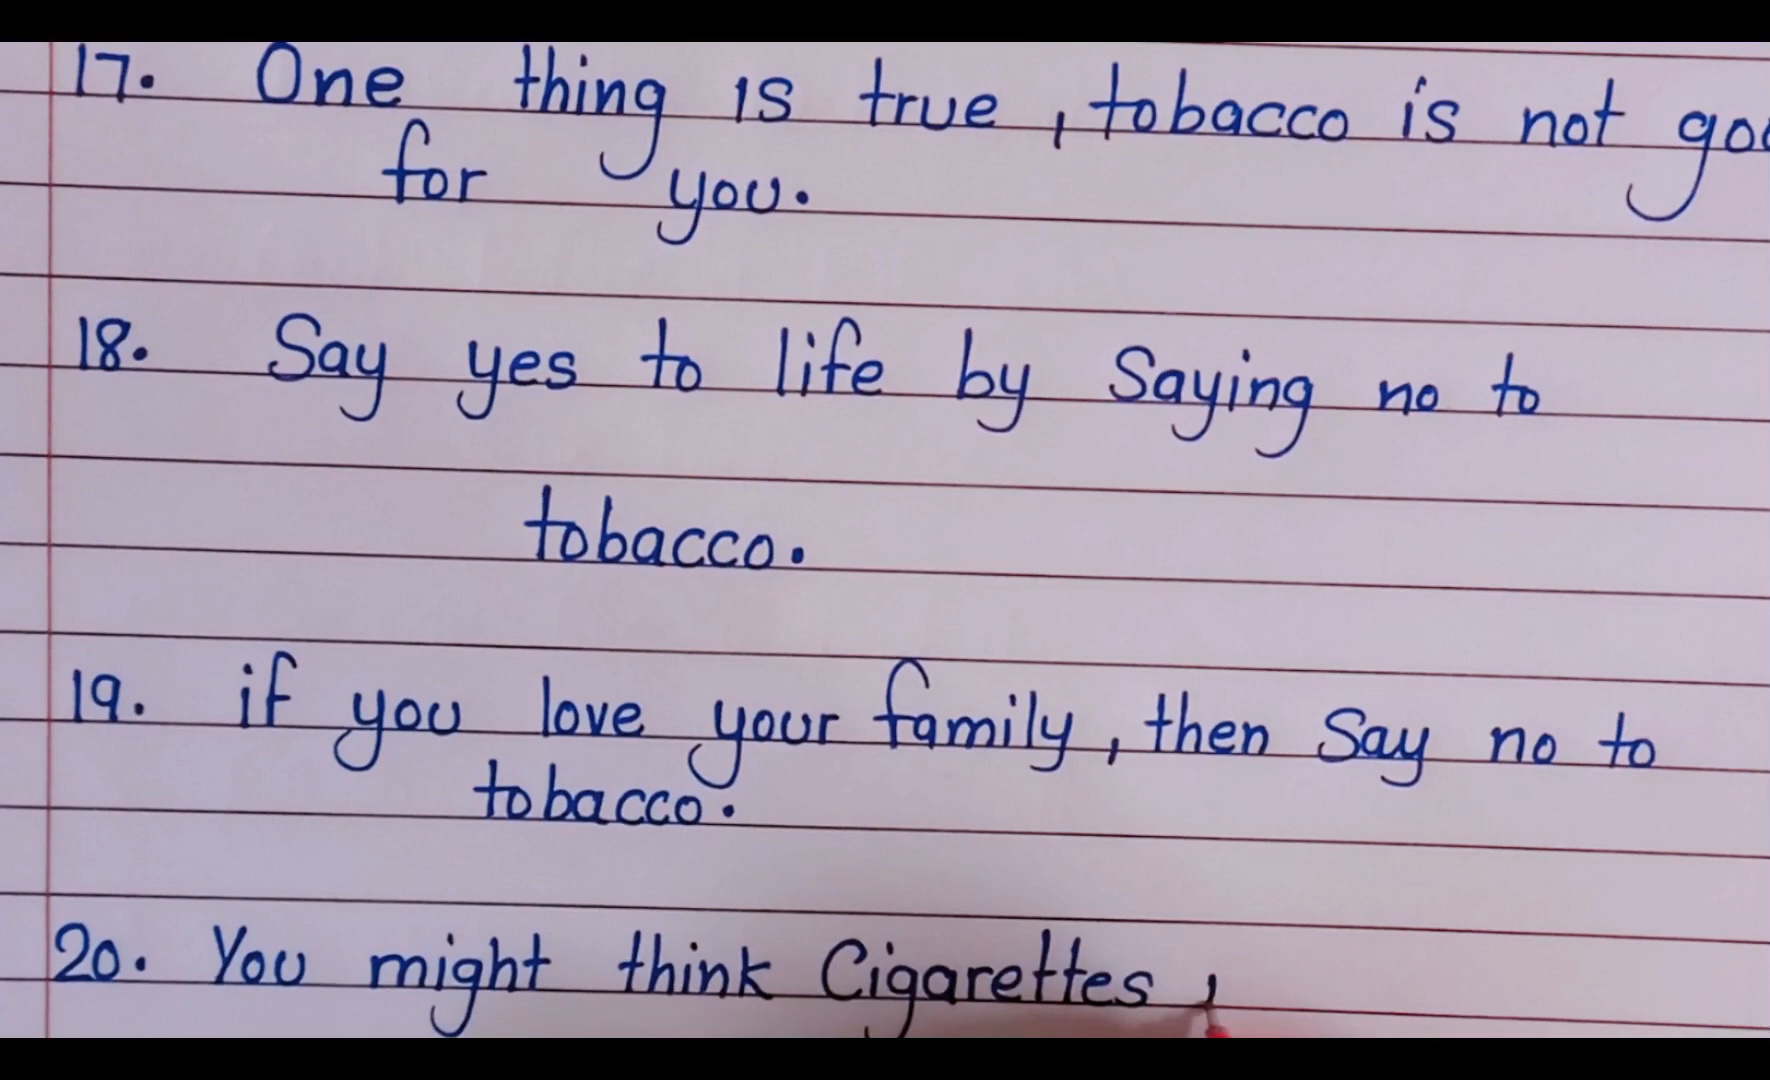 17. One thing is true, tobacco is not goo
for you.
18. Say yes to life by Saying no to
tobacco.
19. if you love your family, then Say no to
tobacco.
20. You might think Cigarettes